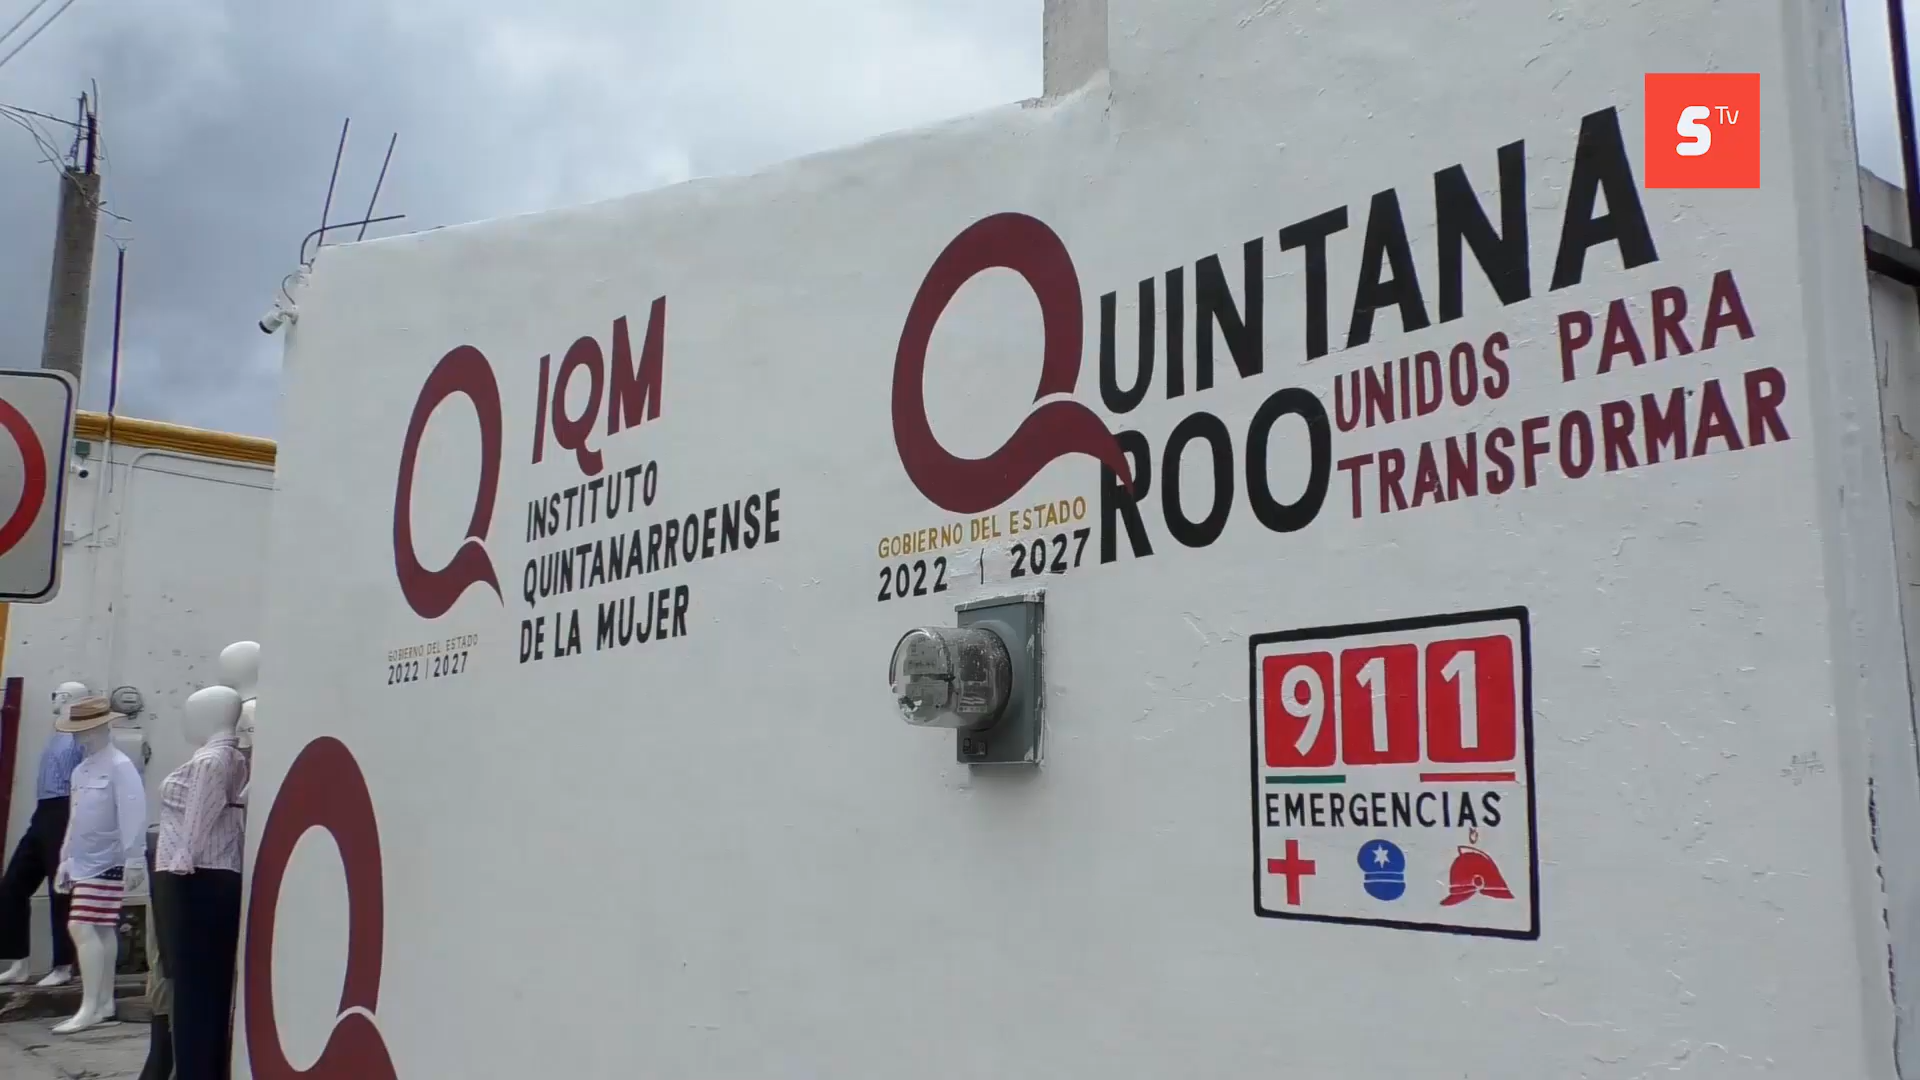 S Tv
IQM
INSTITUTO
QUINTANARROENSE
DE LA MUJER
GOBIERNO DEL ESTADO
2022 | 2027
QUINTANA
ROO
UNIDOS PARA
TRANSFORMAR
GOBIERNO DEL ESTADO
2022 | 2027
911
EMERGENCIAS